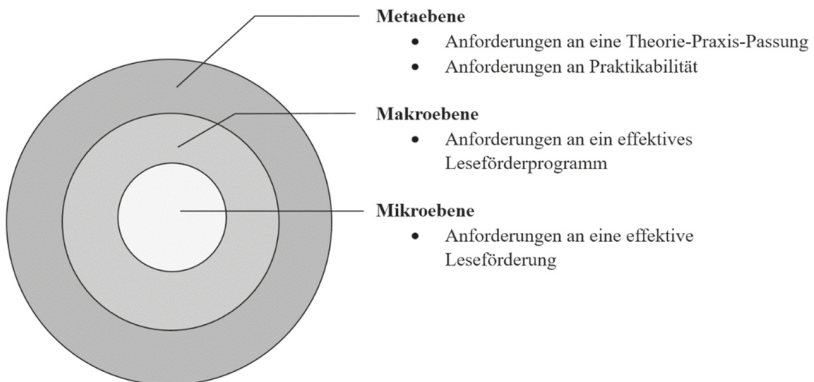 Metaebene
• Anforderungen an eine Theorie-Praxis-Passung
• Anforderungen an Praktikabilität
Makroebene
• Anforderungen an ein effektives
Leseförderprogramm
Mikroebene
• Anforderungen an eine effektive
Leseförderung